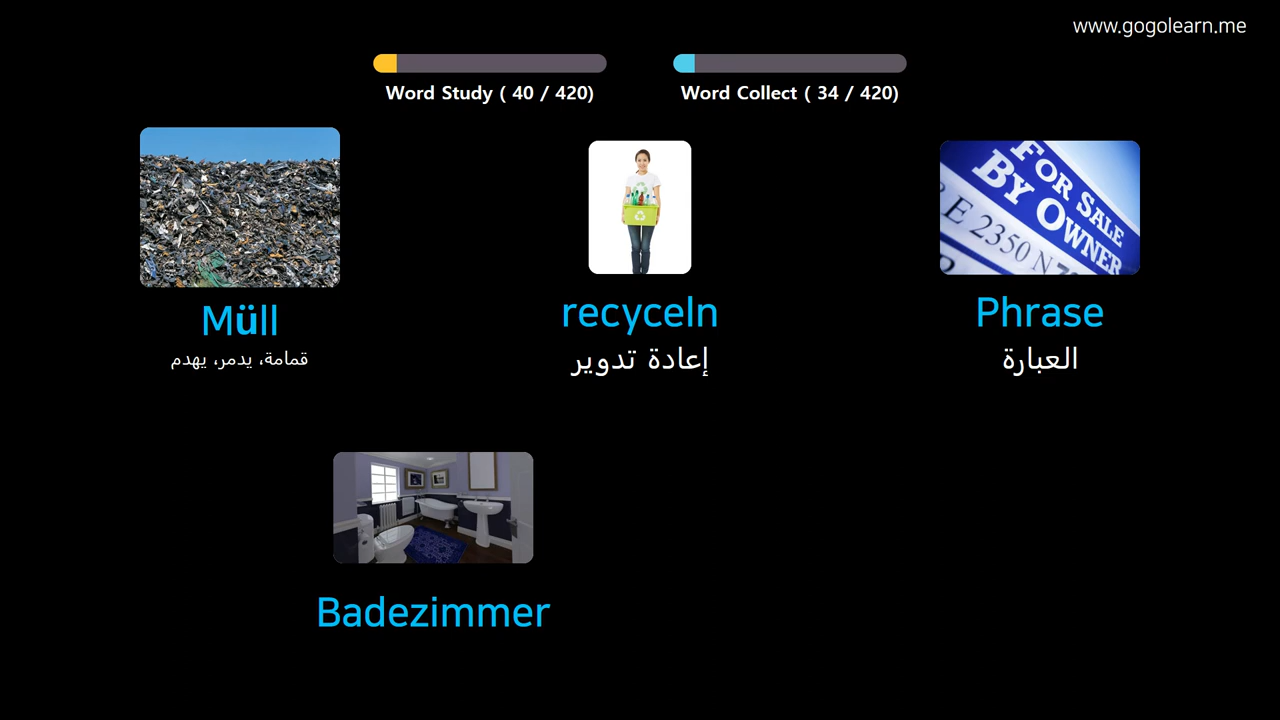 www.gogolearn.me
Word Study ( 40 / 420)
Word Collect ( 34 / 420)
FOR SALE
BY OWNER
E 2350 N
Müll
قمامة، يدمر، يهدم
recyceln
إعادة تدوير
Phrase
العبارة
Badezimmer